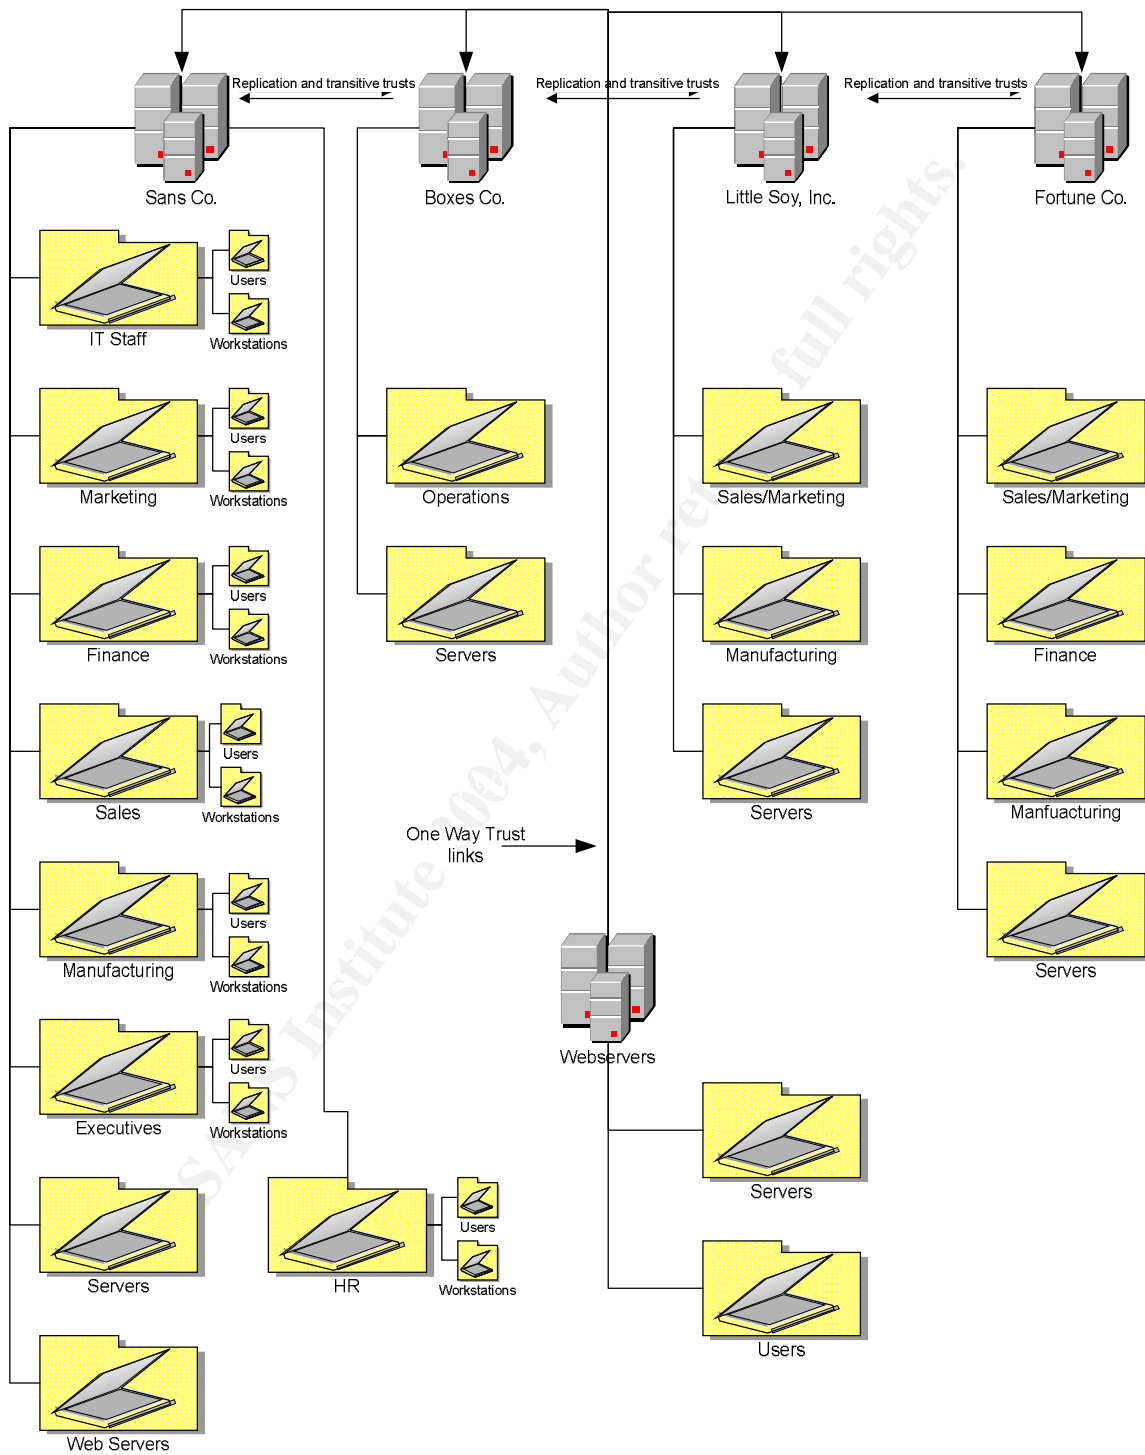 Replication and transitive trusts
Replication and transitive trusts
Replication and transitive trusts
Sans Co.
Boxes Co.
Little Soy, Inc.
Fortune Co.
Users
Workstations
IT Staff
Users
Workstations
Marketing
Operations
Sales/Marketing
Sales/Marketing
Users
Workstations
Finance
Servers
Manufacturing
Finance
Users
Workstations
Sales
Servers
Manfuacturing
One Way Trust
links
Users
Workstations
Manufacturing
Servers
Webservers
Users
Workstations
Executives
Servers
Servers
Users
Workstations
HR
Users
Web Servers
SANS Institute 2004, Author retains full rights.